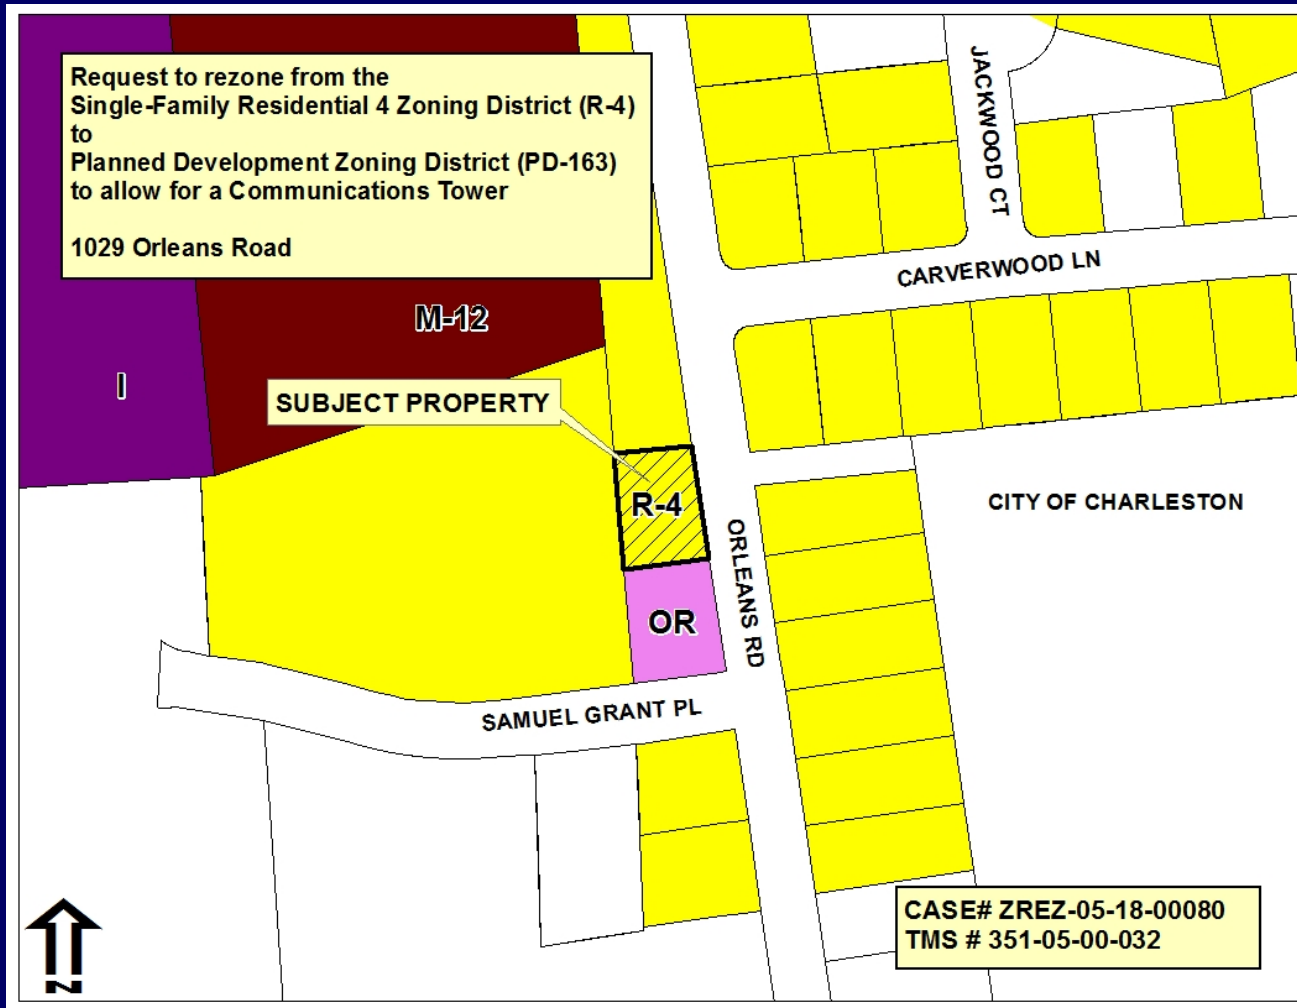 Request to rezone from the
Single-Family Residential 4 Zoning District (R-4)
to
Planned Development Zoning District (PD-163)
to allow for a Communications Tower
1029 Orleans Road
JACKWOOD CT
CARVERWOOD LN
M-12
I
SUBJECT PROPERTY
R-4
CITY OF CHARLESTON
ORLEANS RD
OR
SAMUEL GRANT PL
CASE# ZREZ-05-18-00080
TMS # 351-05-00-032
N